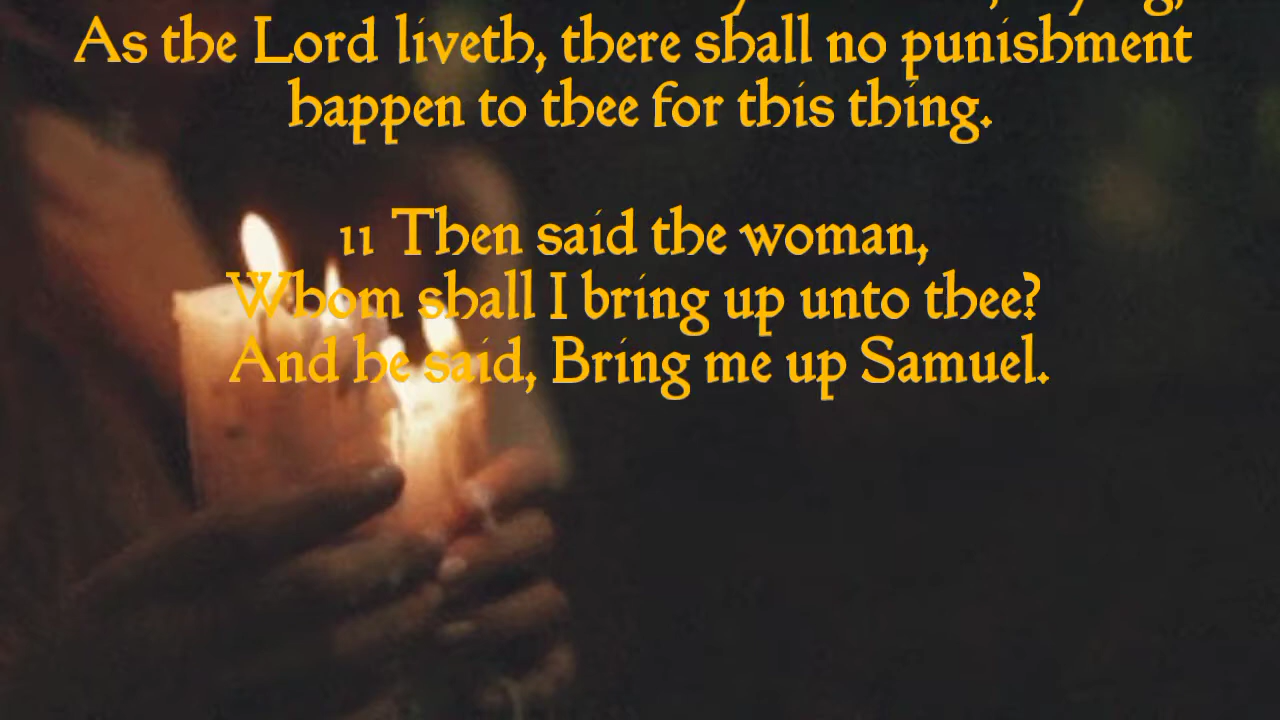 As the Lord liveth, there shall no punishment
happen to thee for this thing.
11 Then said the woman,
Whom shall I bring up unto thee?
And he said, Bring me up Samuel.